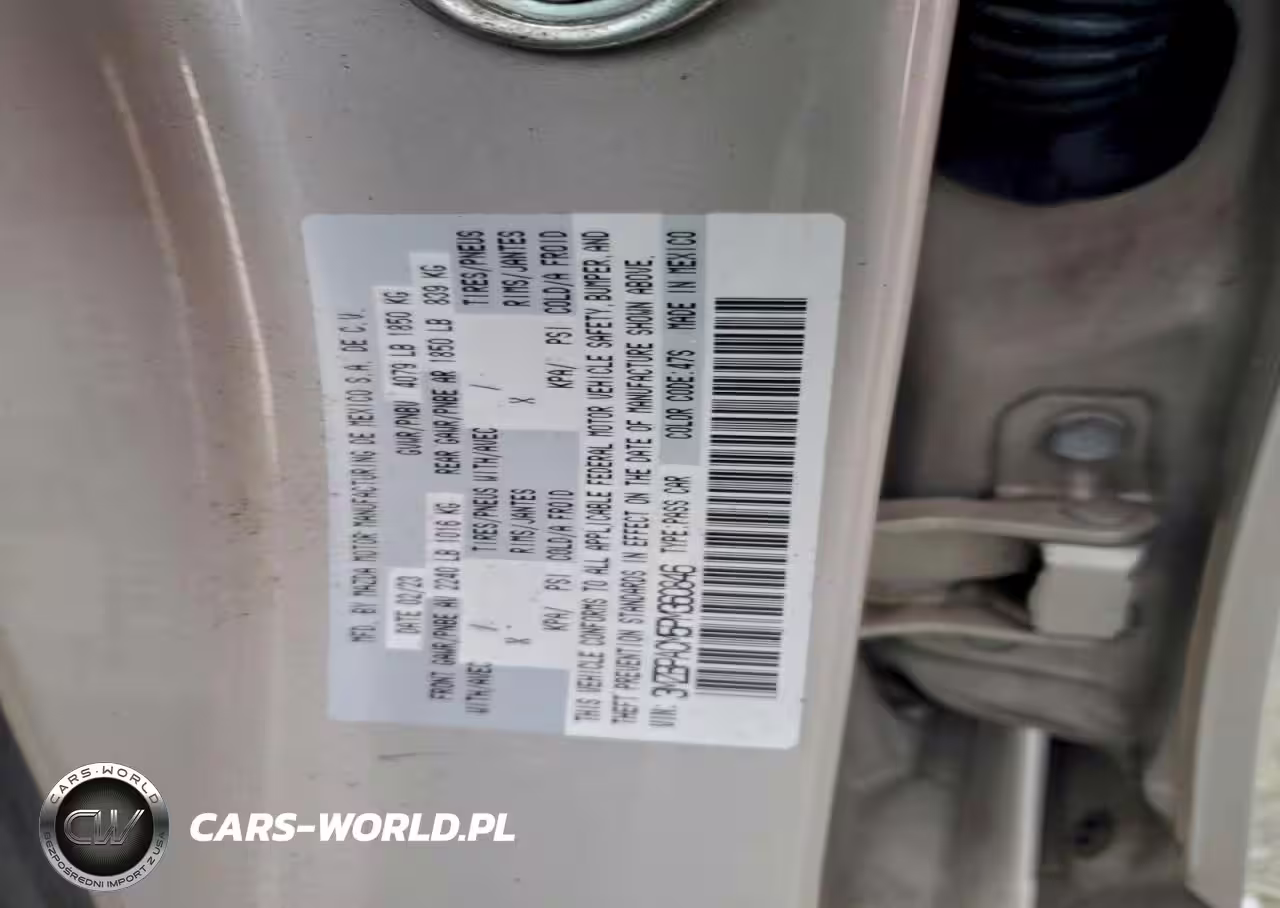 MFD. BY MAZDA MOTOR MANUFACTURING DE MEXICO S.A. DE C.V.
DATE 02/23 GVWR/PNBV 4079 LB 1850 KG
FRONT GAWR/PNBE AV 2240 LB 1016 KG REAR GAWR/PNBE AR 1850 LB 839 KG
WITH/AVEC / TIRES/PNEUS WITH/AVEC / TIRES/PNEUS
X RIMS/JANTES X RIMS/JANTES
KPA/ PSI COLD/A FROID KPA/ PSI COLD/A FROID
THIS VEHICLE CONFORMS TO ALL APPLICABLE FEDERAL MOTOR VEHICLE SAFETY, BUMPER, AND
THEFT PREVENTION STANDARDS IN EFFECT ON THE DATE OF MANUFACTURE SHOWN ABOVE.
VIN: TYPE PASS CAR COLOR CODE: 47S MADE IN MEXICO
CARS-WORLD
CW
BEZPOŚREDNI IMPORT Z USA
CARS-WORLD.PL